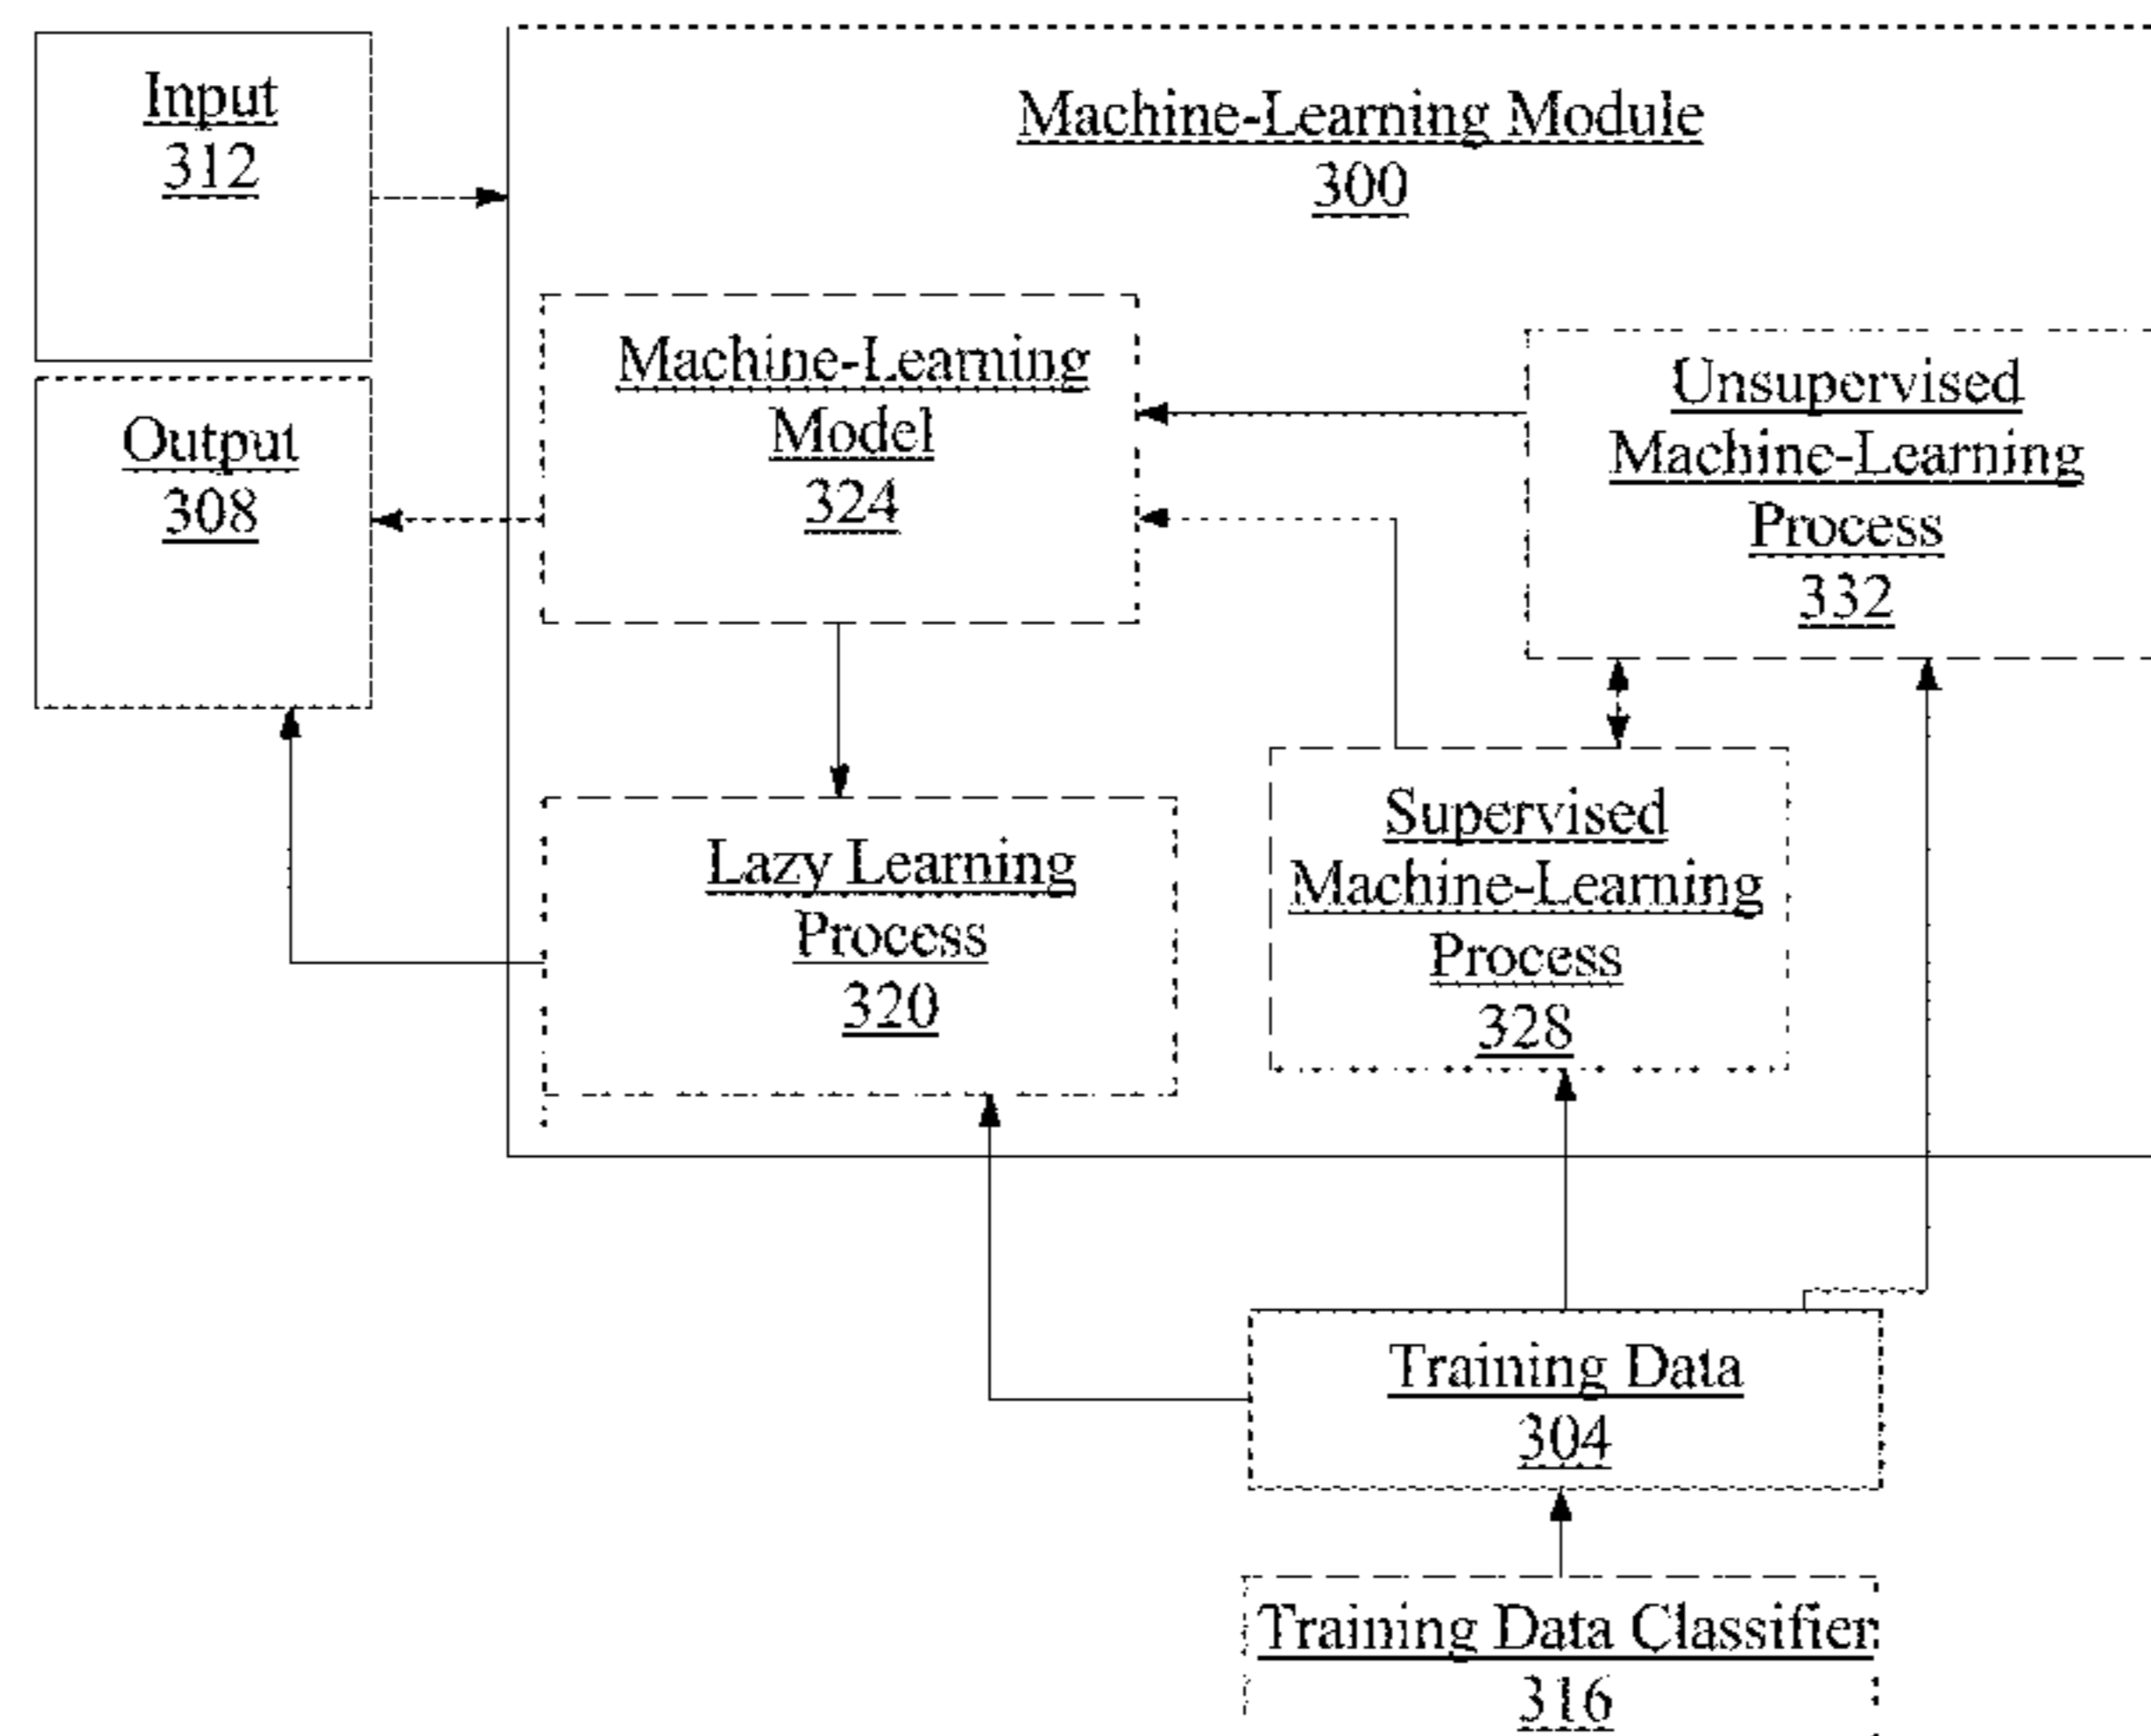 Input
312
Machine-Learning Module
300
Output
308
Machine-Learning
Model
324
Unsupervised
Machine-Learning
Process
332
Lazy Learning
Process
320
Supervised
Machine-Learning
Process
328
Training Data
304
Training Data Classifier
316